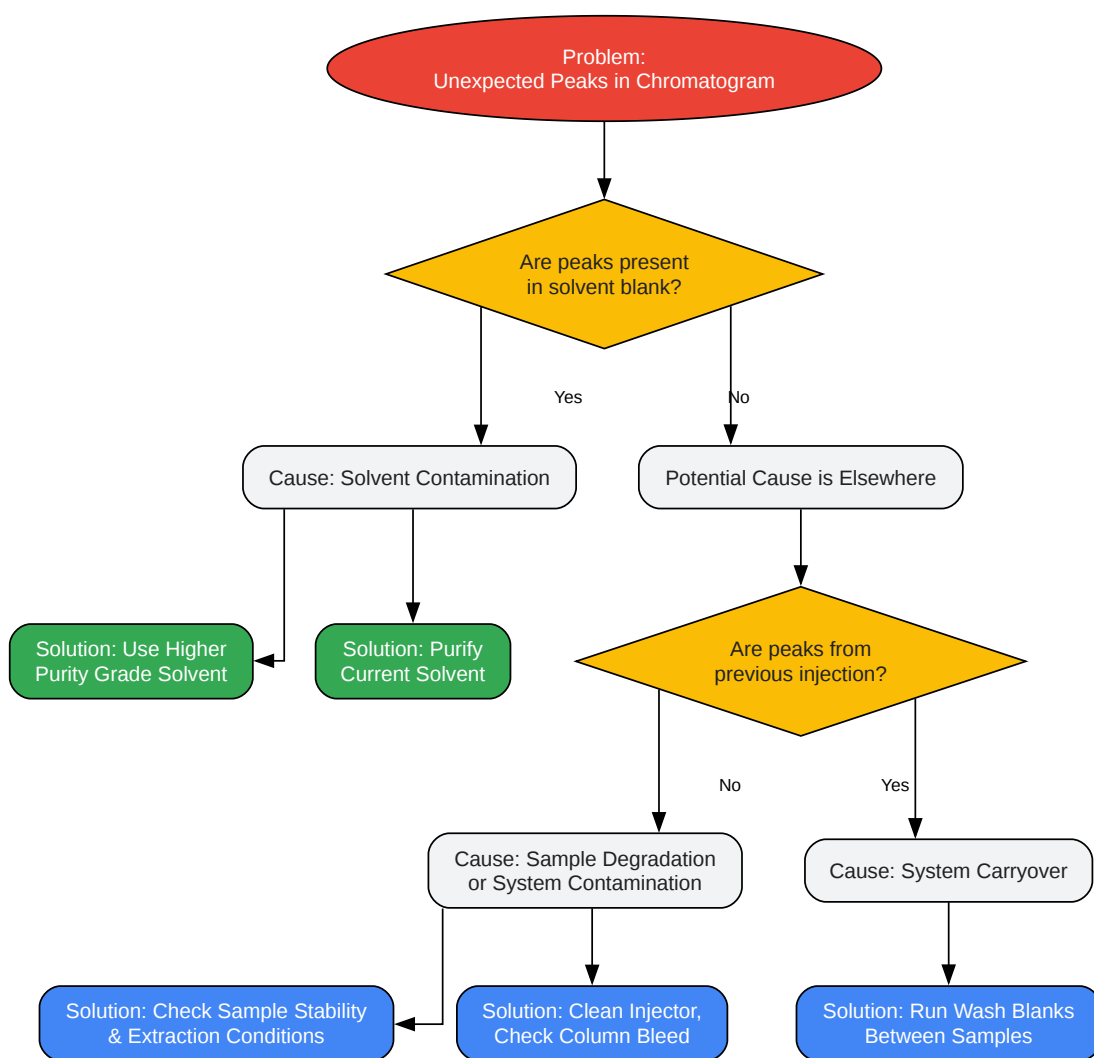 Problem:
Unexpected Peaks in Chromatogram
Are peaks present
in solvent blank?
Yes
No
Cause: Solvent Contamination
Potential Cause is Elsewhere
Solution: Use Higher
Purity Grade Solvent
Solution: Purify
Current Solvent
Are peaks from
previous injection?
No
Yes
Cause: Sample Degradation
or System Contamination
Cause: System Carryover
Solution: Check Sample Stability
& Extraction Conditions
Solution: Clean Injector,
Check Column Bleed
Solution: Run Wash Blanks
Between Samples